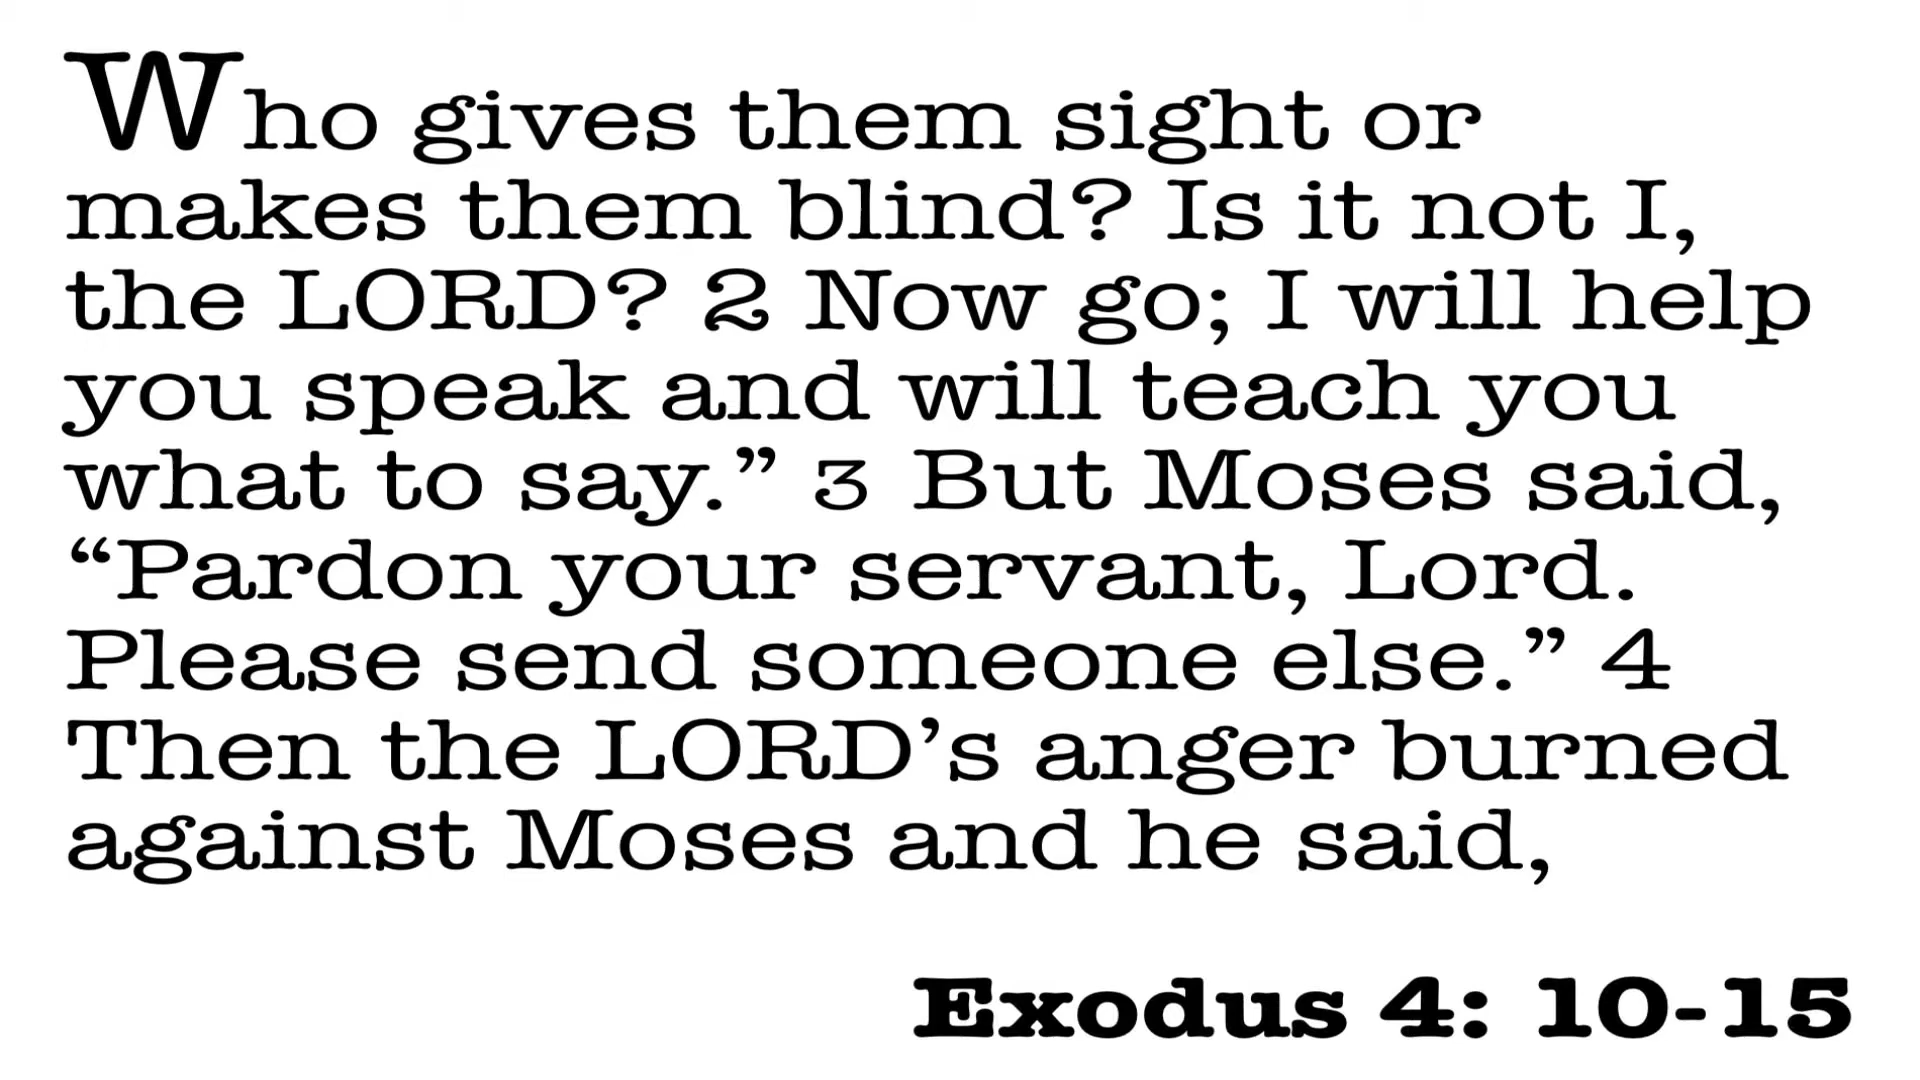 Who gives them sight or
makes them blind? Is it not I,
the LORD? 2 Now go; I will help
you speak and will teach you
what to say.” 3 But Moses said,
“Pardon your servant, Lord.
Please send someone else.” 4
Then the LORD’s anger burned
against Moses and he said,
Exodus 4: 10-15